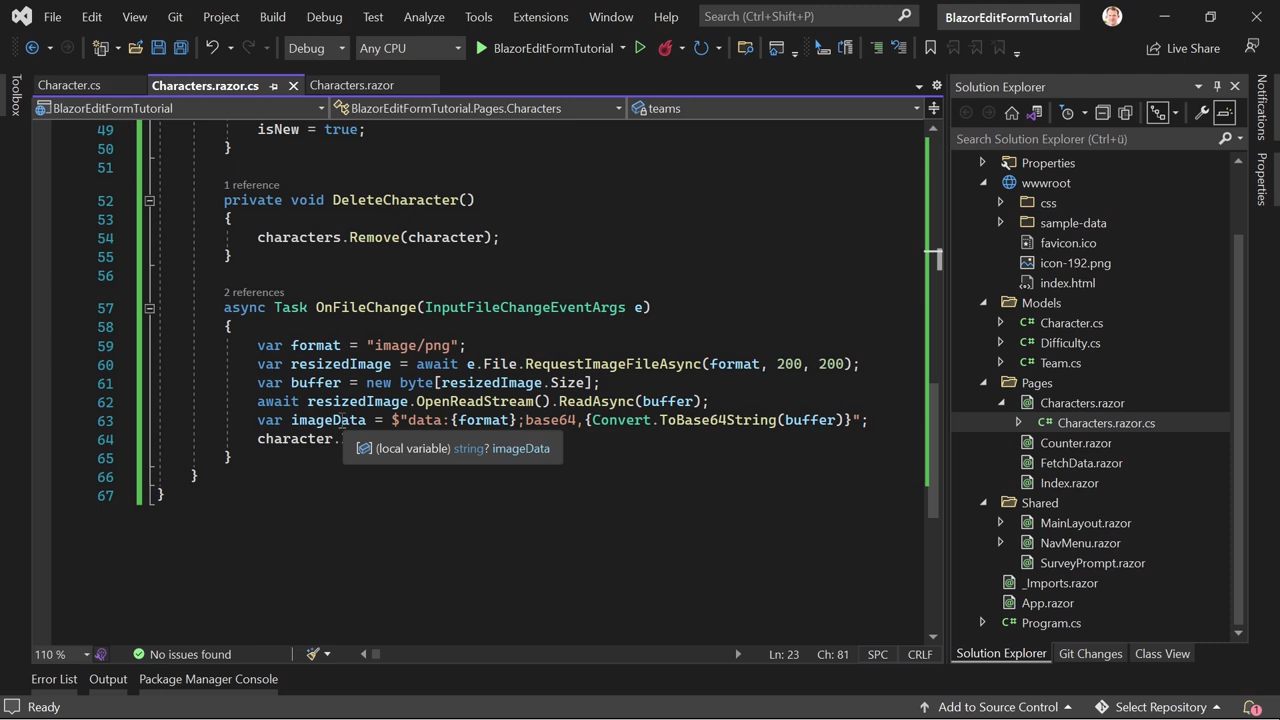 File Edit View Git Project Build Debug Test Analyze Tools Extensions Window Help Search (Ctrl+Shift+P) BlazorEditFormTutorial
Debug Any CPU BlazorEditFormTutorial Live Share
Toolbox
Character.cs Characters.razor.cs Characters.razor
BlazorEditFormTutorial BlazorEditFormTutorial.Pages.Characters teams
49 isNew = true;
50 }
51
1 reference
52 private void DeleteCharacter()
53 {
54 characters.Remove(character);
55 }
56
2 references
57 async Task OnFileChange(InputFileChangeEventArgs e)
58 {
59 var format = "image/png";
60 var resizedImage = await e.File.RequestImageFileAsync(format, 200, 200);
61 var buffer = new byte[resizedImage.Size];
62 await resizedImage.OpenReadStream().ReadAsync(buffer);
63 var imageData = $"data:{format};base64,{Convert.ToBase64String(buffer)}";
64 character.
(local variable) string? imageData
65 }
66 }
67 }
110 % No issues found Ln: 23 Ch: 81 SPC CRLF
Error List Output Package Manager Console
Solution Explorer
Search Solution Explorer (Ctrl+ü)
Properties
wwwroot
css
sample-data
favicon.ico
icon-192.png
index.html
Models
C# Character.cs
C# Difficulty.cs
C# Team.cs
Pages
Characters.razor
C# Characters.razor.cs
Counter.razor
FetchData.razor
Index.razor
Shared
MainLayout.razor
NavMenu.razor
SurveyPrompt.razor
_Imports.razor
App.razor
C# Program.cs
Solution Explorer Git Changes Class View
Notifications
Properties
Ready Add to Source Control Select Repository 1